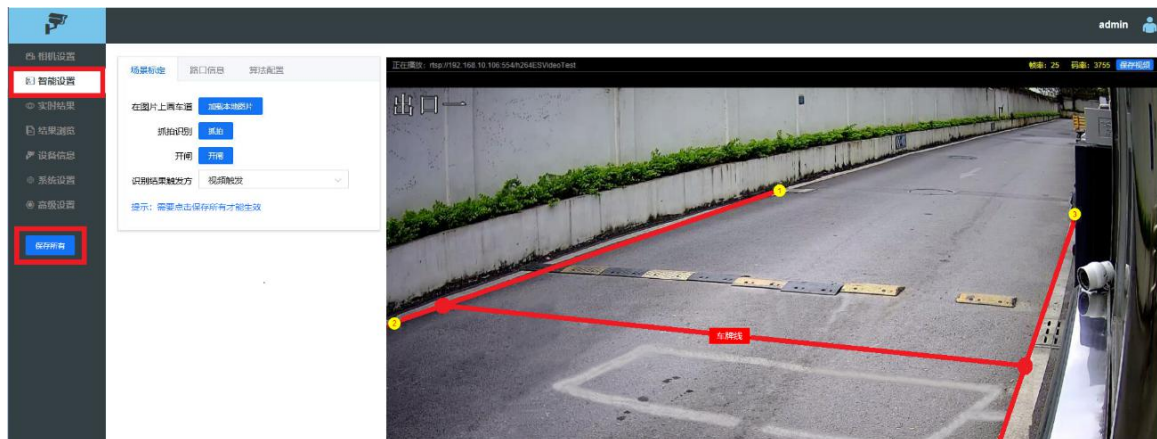 admin
相机设置
智能设置
实时结果
结果浏览
设备信息
系统设置
高级设置
保存所有
场景标定
路口信息
算法配置
在图片上画车道
加载本地图片
抓拍识别
抓拍
开闸
开闸
识别结果触发方
视频触发
提示：需要点击保存所有才能生效
正在播放：rtsp://192.168.10.106:554/h264ESVideoTest
帧率：25
码率：3755
保存视频
出口一
1
3
2
车牌线